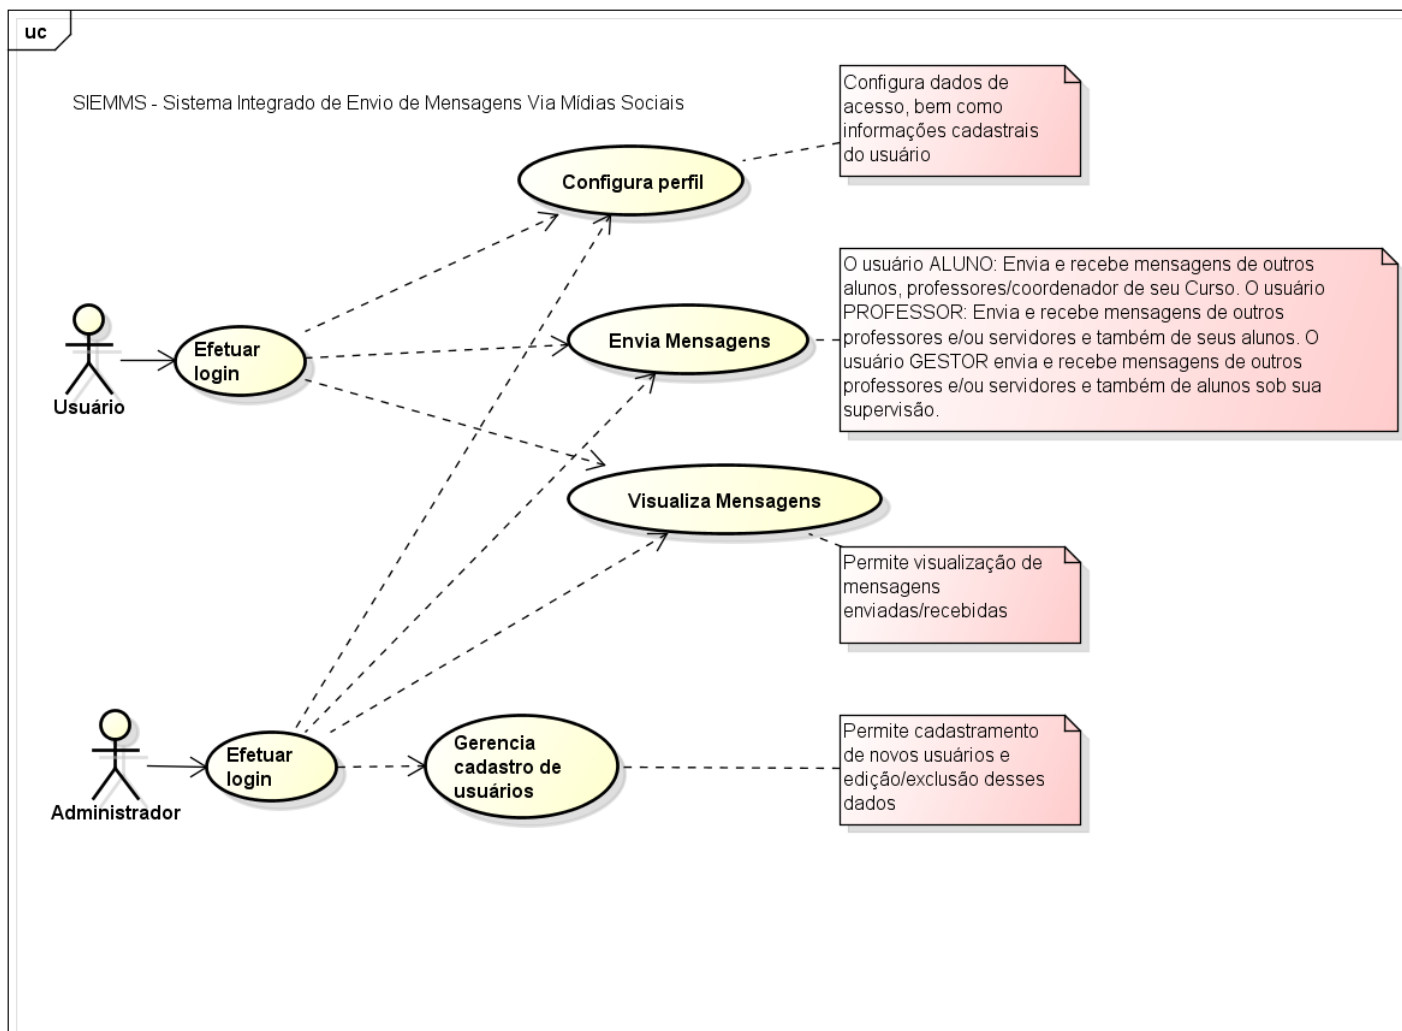 uc
SIEMMS - Sistema Integrado de Envio de Mensagens Via Mídias Sociais
Configura dados de
acesso, bem como
informações cadastrais
do usuário
Configura perfil
O usuário ALUNO: Envia e recebe mensagens de outros
alunos, professores/coordenador de seu Curso. O usuário
PROFESSOR: Envia e recebe mensagens de outros
professores e/ou servidores e também de seus alunos. O
usuário GESTOR envia e recebe mensagens de outros
professores e/ou servidores e também de alunos sob sua
supervisão.
Envia Mensagens
Efetuar
login
Usuário
Visualiza Mensagens
Permite visualização de
mensagens
enviadas/recebidas
Efetuar
login
Administrador
Gerencia
cadastro de
usuários
Permite cadastramento
de novos usuários e
edição/exclusão desses
dados